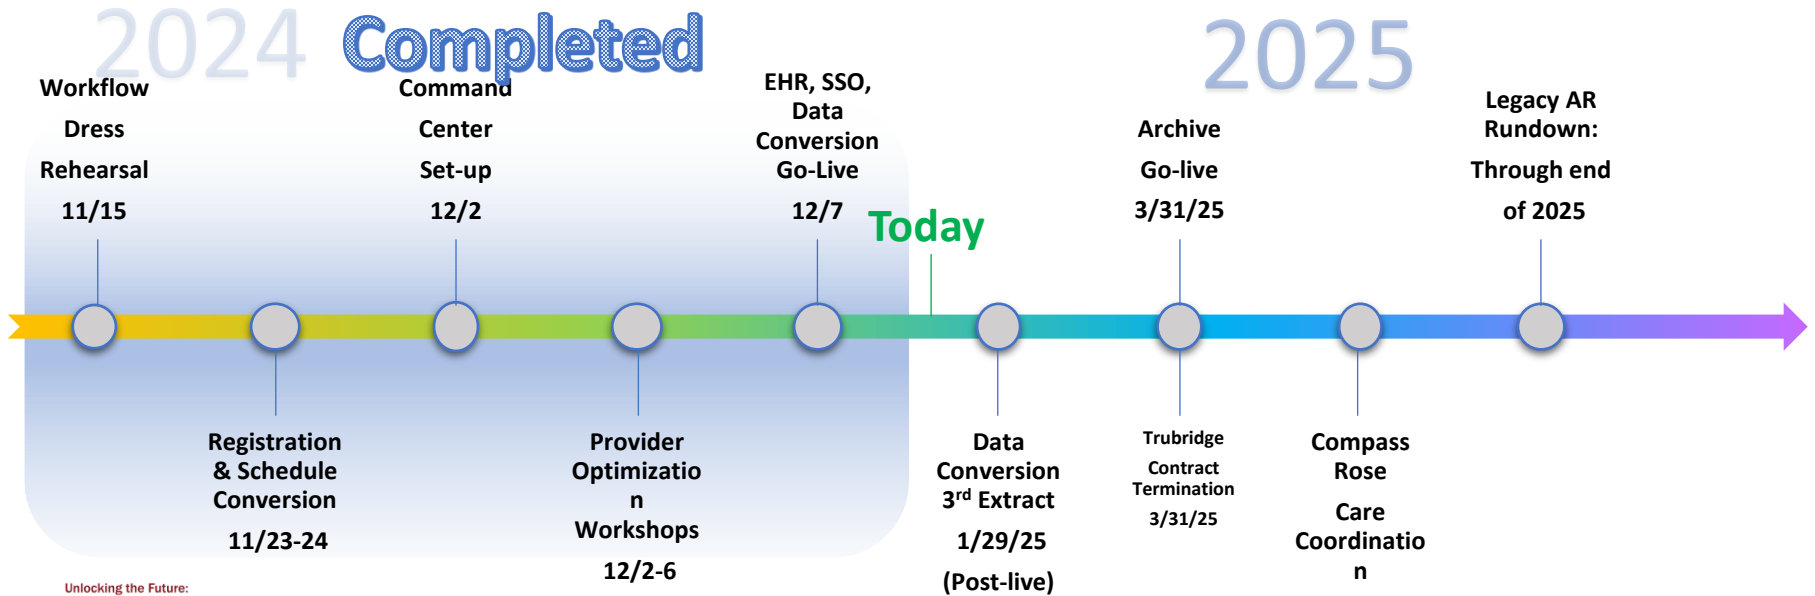 2024 Completed
2025
Workflow
Dress
Rehearsal
11/15
Command
Center
Set-up
12/2
EHR, SSO,
Data
Conversion
Go-Live
12/7
Today
Archive
Go-live
3/31/25
Legacy AR
Rundown:
Through end
of 2025
Registration
& Schedule
Conversion
11/23-24
Provider
Optimizatio
n
Workshops
12/2-6
Data
Conversion
3rd Extract
1/29/25
(Post-live)
Trubridge
Contract
Termination
3/31/25
Compass
Rose
Care
Coordinatio
n
Unlocking the Future: